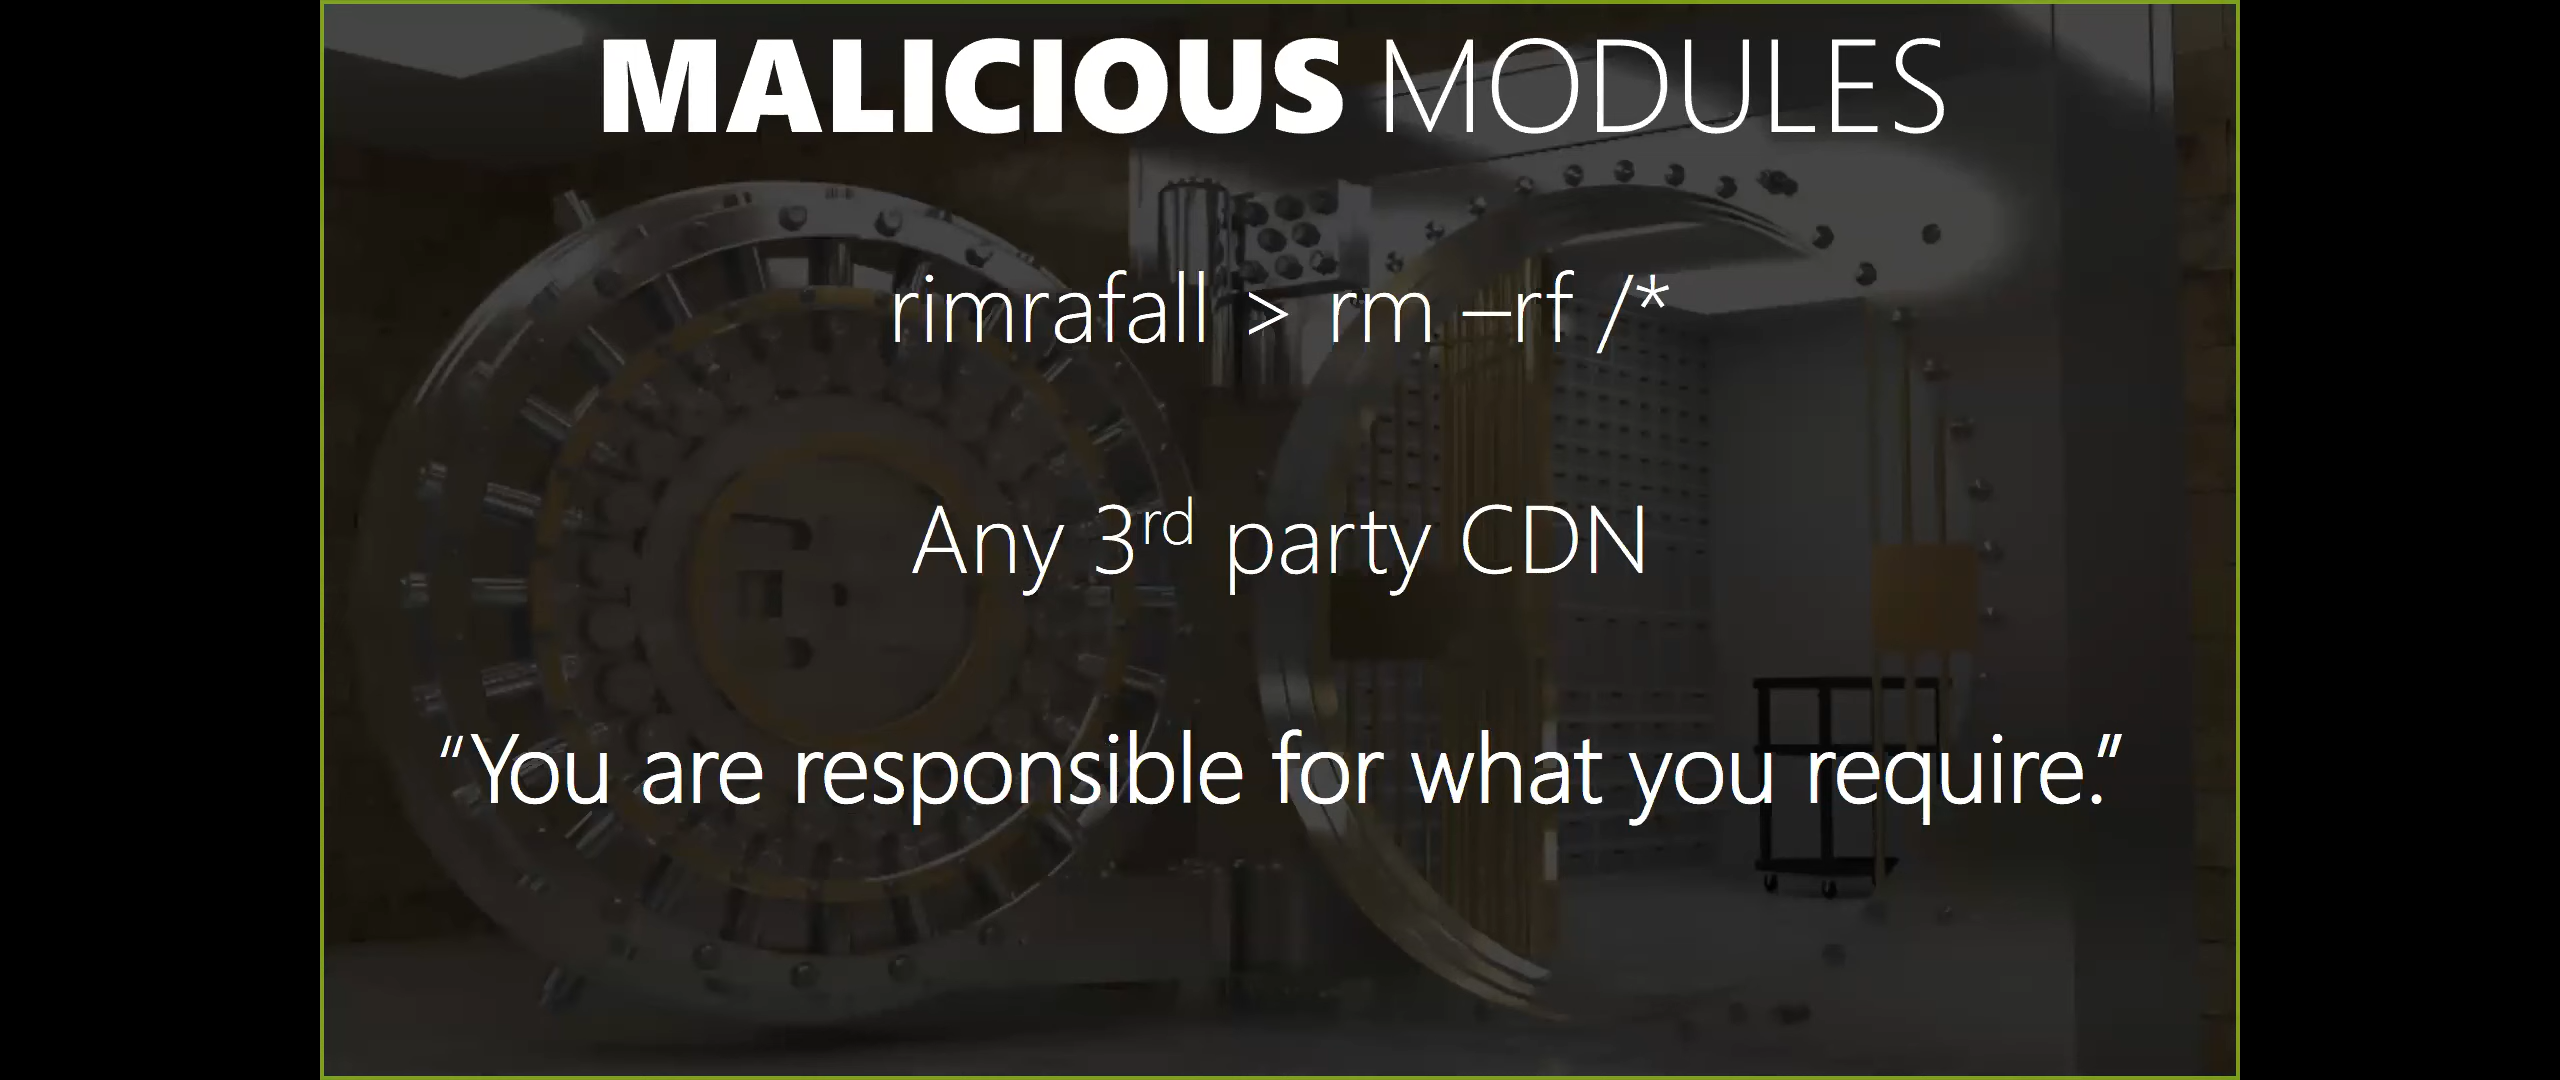 MALICIOUS MODULES
rimrafall > rm –rf /*
Any 3rd party CDN
“You are responsible for what you require.”